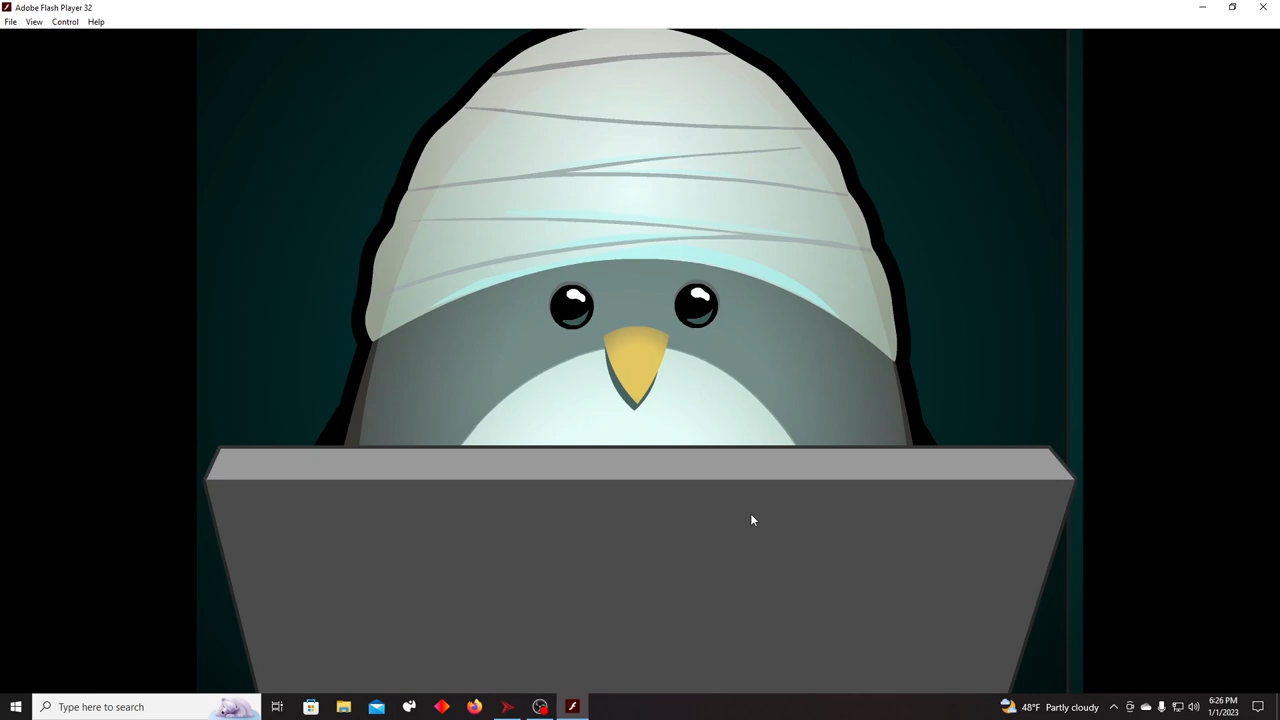 Adobe Flash Player 32
File View Control Help
Type here to search
48°F Partly cloudy
6:26 PM
1/1/2023